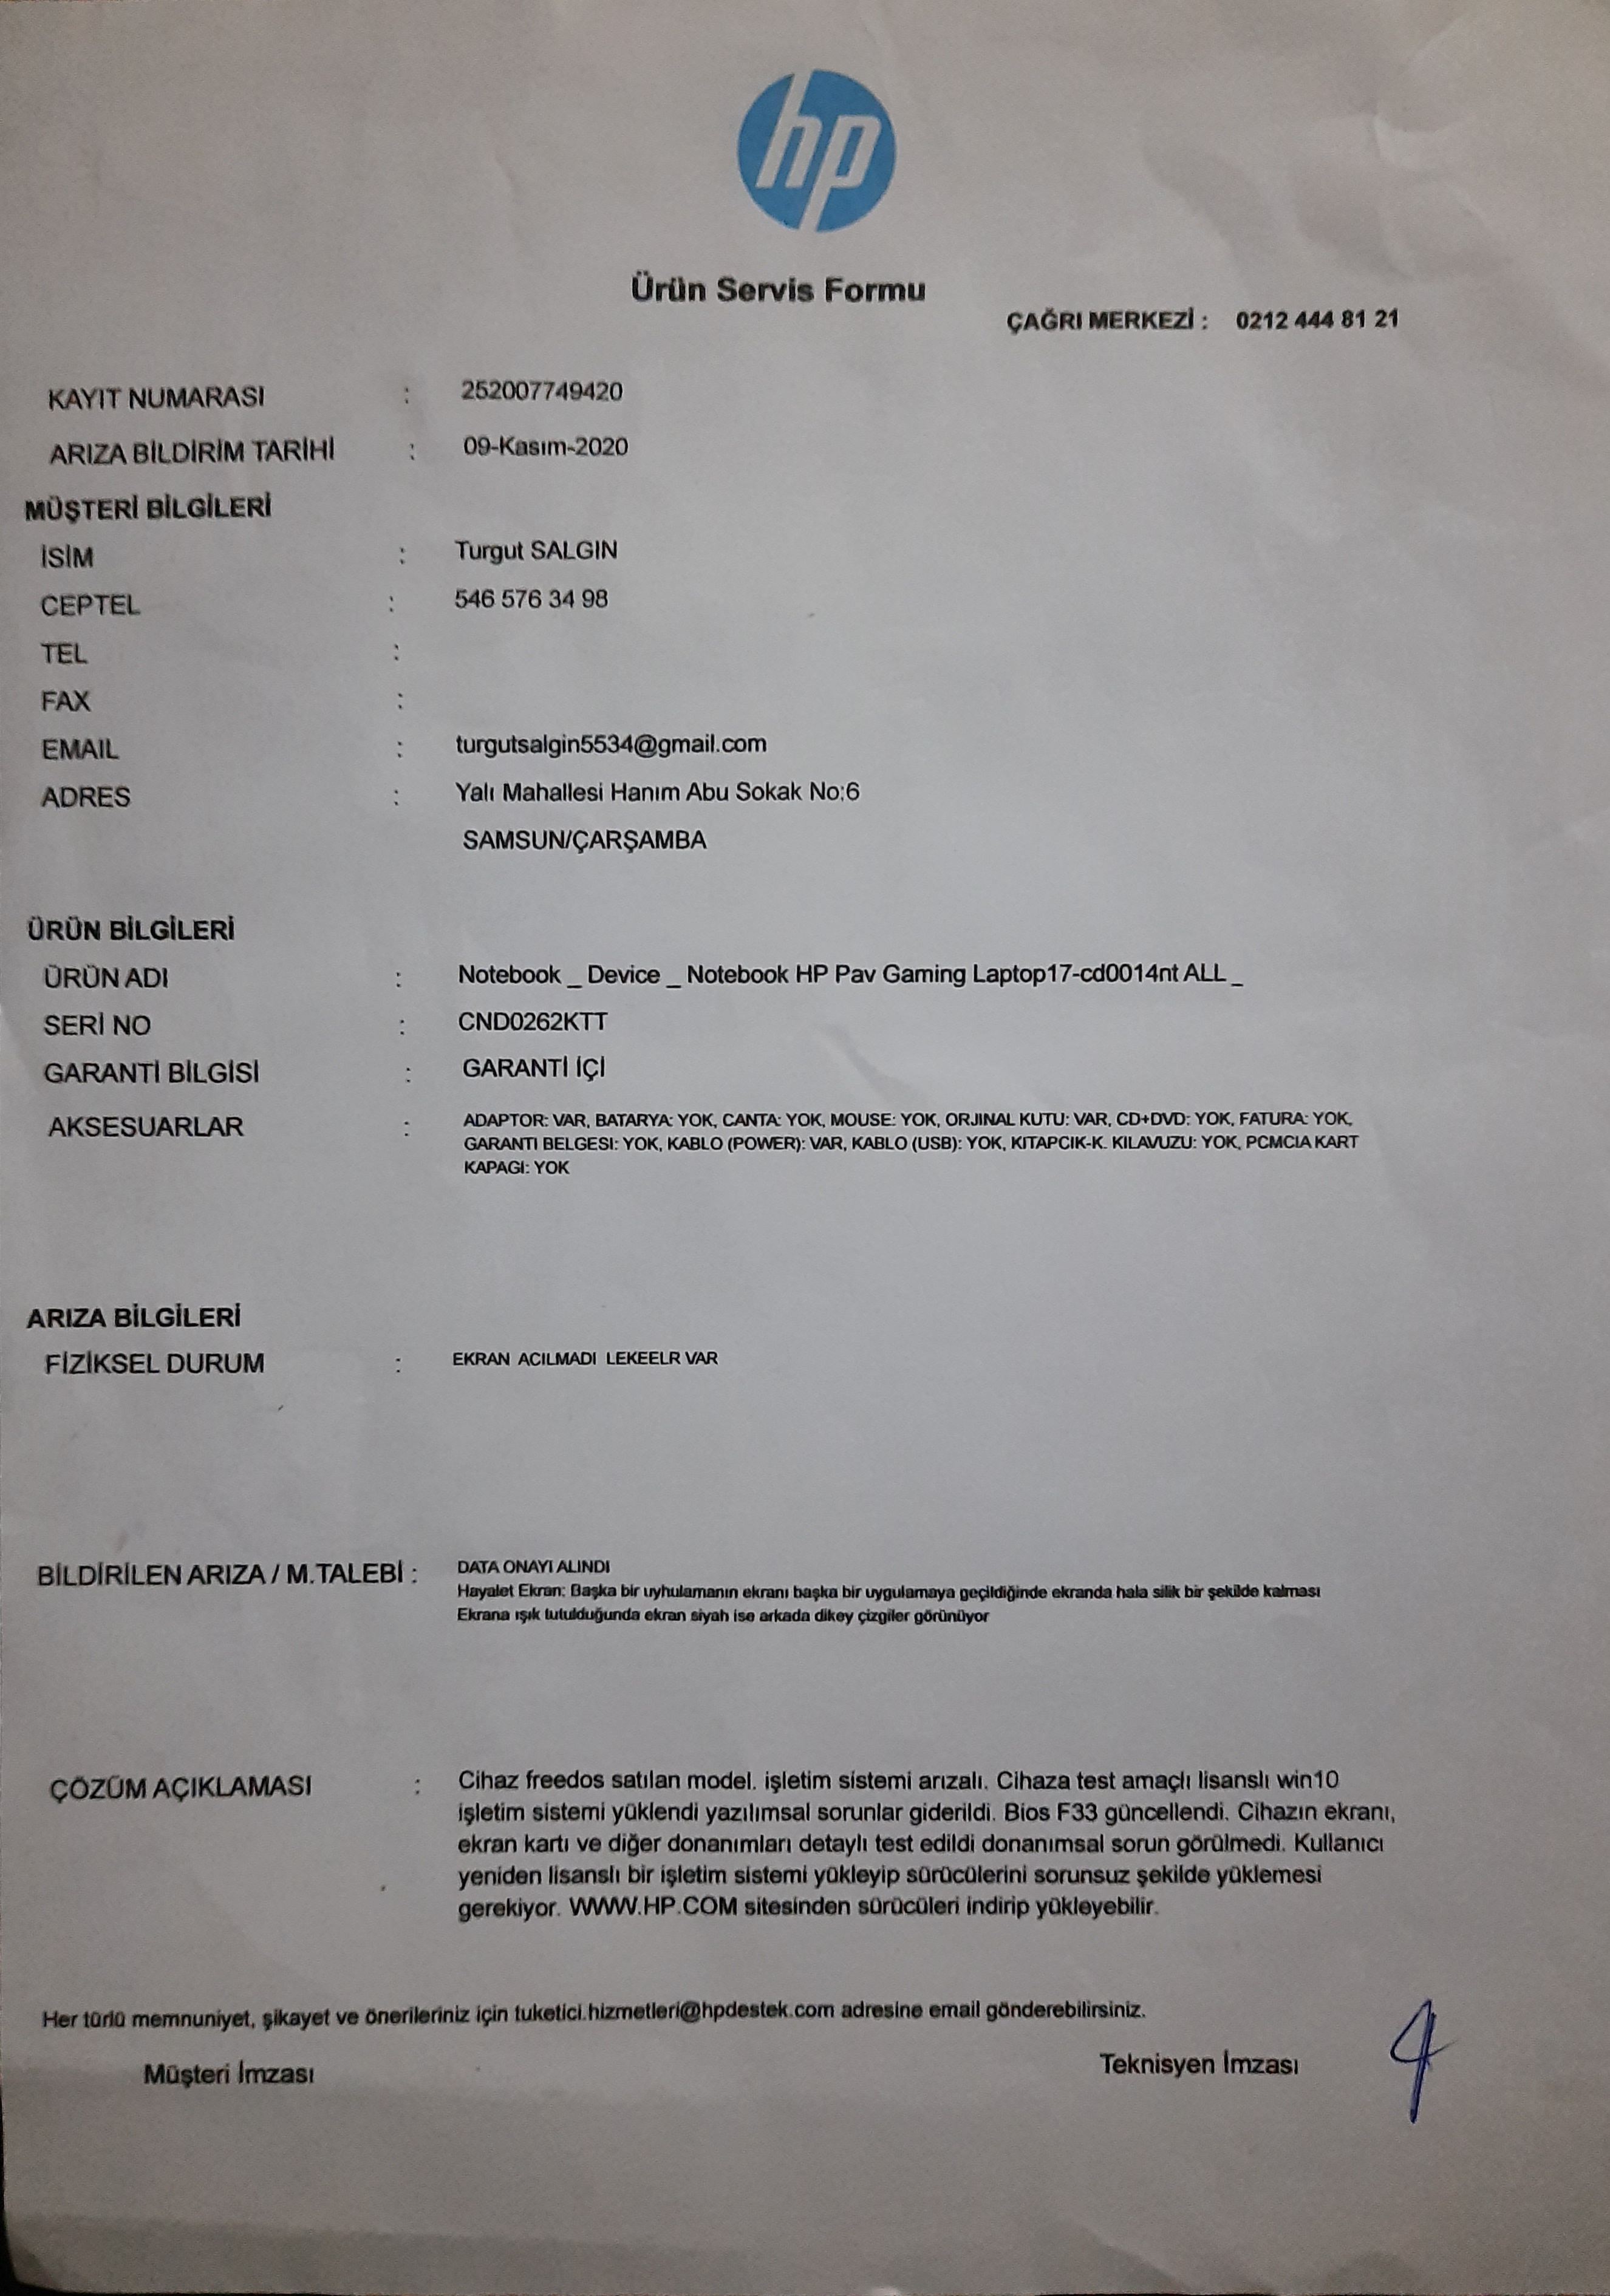 hp
Ürün Servis Formu
ÇAĞRI MERKEZİ : 0212 444 81 21
KAYIT NUMARASI : 252007749420
ARIZA BİLDİRİM TARİHİ : 09-Kasım-2020
MÜŞTERİ BİLGİLERİ
İSİM : Turgut SALGIN
CEPTEL : 546 576 34 98
TEL :
FAX :
EMAIL : turgutsalgin5534@gmail.com
ADRES : Yalı Mahallesi Hanım Abu Sokak No:6
SAMSUN/ÇARŞAMBA
ÜRÜN BİLGİLERİ
ÜRÜN ADI : Notebook _ Device _ Notebook HP Pav Gaming Laptop17-cd0014nt ALL _
SERİ NO : CND0262KTT
GARANTİ BİLGİSİ : GARANTİ İÇİ
AKSESUARLAR : ADAPTOR: VAR, BATARYA: YOK, CANTA: YOK, MOUSE: YOK, ORJINAL KUTU: VAR, CD+DVD: YOK, FATURA: YOK,
GARANTI BELGESI: YOK, KABLO (POWER): VAR, KABLO (USB): YOK, KITAPCIK-K. KILAVUZU: YOK, PCMCIA KART
KAPAGI: YOK
ARIZA BİLGİLERİ
FİZİKSEL DURUM : EKRAN ACILMADI LEKEELR VAR
BİLDİRİLEN ARIZA / M.TALEBİ : DATA ONAYI ALINDI
Hayalet Ekran: Başka bir uyhulamanın ekranı başka bir uygulamaya geçildiğinde ekranda hala silik bir şekilde kalması
Ekrana ışık tutulduğunda ekran siyah ise arkada dikey çizgiler görünüyor
ÇÖZÜM AÇIKLAMASI : Cihaz freedos satılan model. işletim sistemi arızalı. Cihaza test amaçlı lisanslı win10
işletim sistemi yüklendi yazılımsal sorunlar giderildi. Bios F33 güncellendi. Cihazın ekranı,
ekran kartı ve diğer donanımları detaylı test edildi donanımsal sorun görülmedi. Kullanıcı
yeniden lisanslı bir işletim sistemi yükleyip sürücülerini sorunsuz şekilde yüklemesi
gerekiyor. WWW.HP.COM sitesinden sürücüleri indirip yükleyebilir.
Her türlü memnuniyet, şikayet ve önerileriniz için tuketici.hizmetleri@hpdestek.com adresine email gönderebilirsiniz.
Müşteri İmzası
Teknisyen İmzası